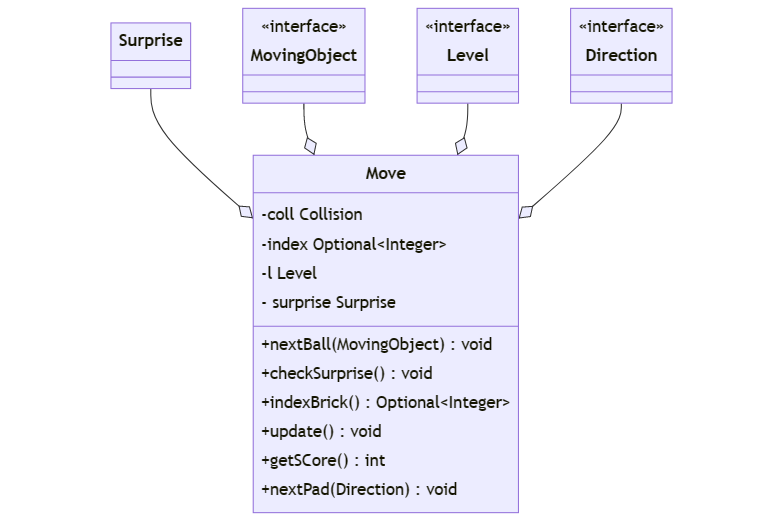 Surprise
«interface»
MovingObject
«interface»
Level
«interface»
Direction
Move
-coll Collision
-index Optional<Integer>
-l Level
- surprise Surprise
+nextBall(MovingObject) : void
+checkSurprise() : void
+indexBrick() : Optional<Integer>
+update() : void
+getSCore() : int
+nextPad(Direction) : void